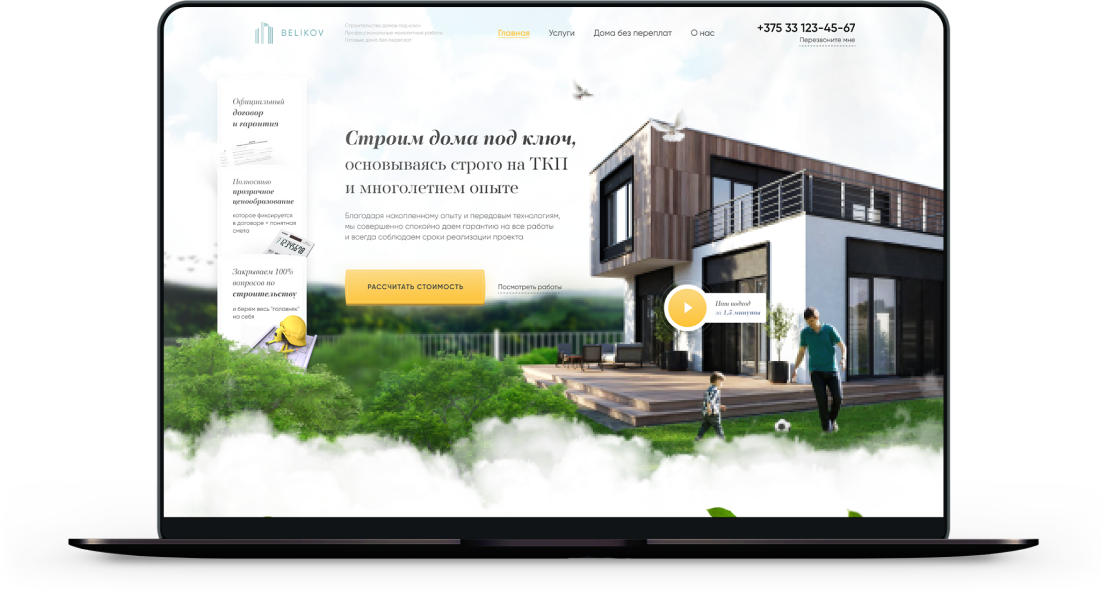 BELIKOV
Строительство домов под ключ
Профессиональные монолитные работы
Готовые дома без переплат
Главная
Услуги
Дома без переплат
О нас
+375 33 123-45-67
Перезвоните мне
Официальный
договор
и гарантия
Полностью
прозрачное
ценообразование
которое фиксируется
в договоре + понятная
смета
Закрываем 100%
вопросов по
строительству
и берем весь "головняк"
на себя
Строим дома под ключ,
основываясь строго на ТКП
и многолетнем опыте
Благодаря накопленному опыту и передовым технологиям,
мы совершенно спокойно даем гарантию на все работы
и всегда соблюдаем сроки реализации проекта
РАССЧИТАТЬ СТОИМОСТЬ
Посмотреть работы
Наш подход
за 1,5 минуты